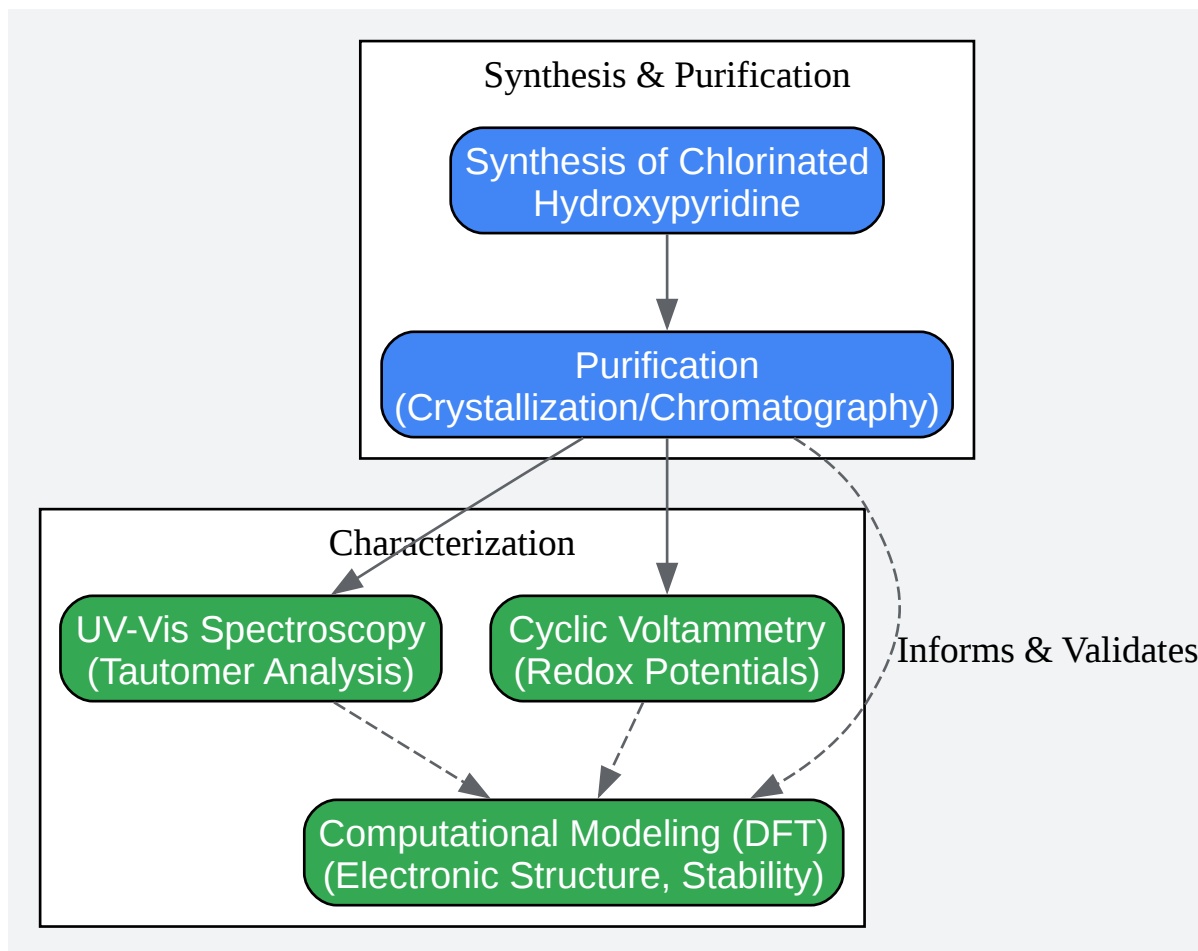 Synthesis & Purification
Synthesis of Chlorinated
Hydroxypyridine
Purification
(Crystallization/Chromatography)
Characterization
UV-Vis Spectroscopy
(Tautomer Analysis)
Cyclic Voltammetry
(Redox Potentials)
Informs & Validates
Computational Modeling (DFT)
(Electronic Structure, Stability)